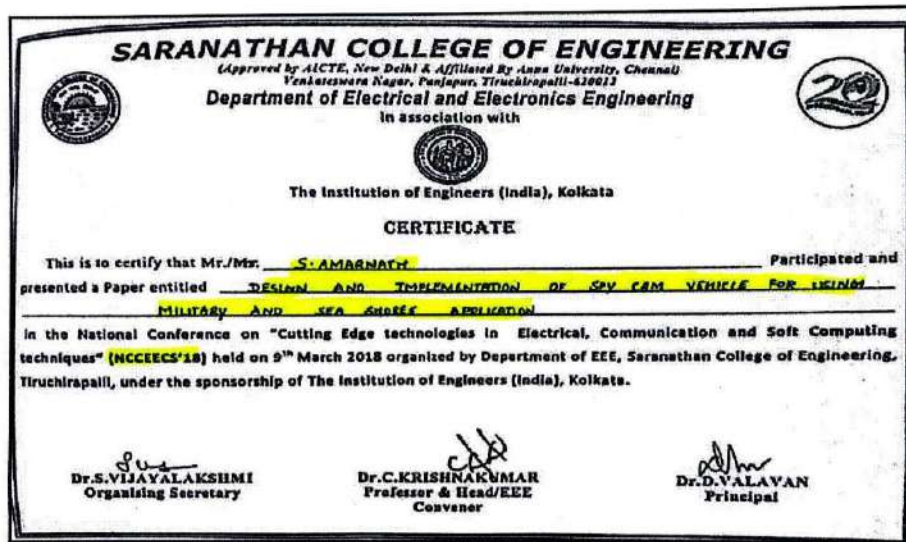 SARANATHAN COLLEGE OF ENGINEERING
(Approved by AICTE, New Delhi & Affiliated By Anna University, Chennai)
Venkateswara Nagar, Panjapur, Tiruchirapalli-620012
Department of Electrical and Electronics Engineering
in association with
The Institution of Engineers (India), Kolkata
CERTIFICATE
This is to certify that Mr./Ms. S. AMARNATH Participated and
presented a Paper entitled DESIGN AND IMPLEMENTATION OF SPY CAM VEHICLE FOR USING
MILITARY AND SEA SHORES APPLICATION
in the National Conference on "Cutting Edge technologies in Electrical, Communication and Soft Computing
techniques" (NCCEECS'18) held on 9th March 2018 organized by Department of EEE, Saranathan College of Engineering,
Tiruchirapalli, under the sponsorship of The Institution of Engineers (India), Kolkata.
Dr.S.VIJAYALAKSHMI Dr.C.KRISHNAKUMAR Dr.D.VALAVAN
Organising Secretary Professor & Head/EEE Principal
Convener